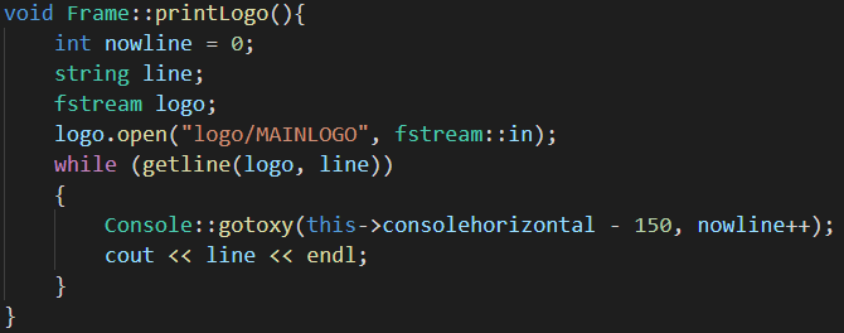 void Frame::printLogo(){
    int nowline = 0;
    string line;
    fstream logo;
    logo.open("logo/MAINLOGO", fstream::in);
    while (getline(logo, line))
    {
        Console::gotoxy(this->consolehorizontal - 150, nowline++);
        cout << line << endl;
    }
}